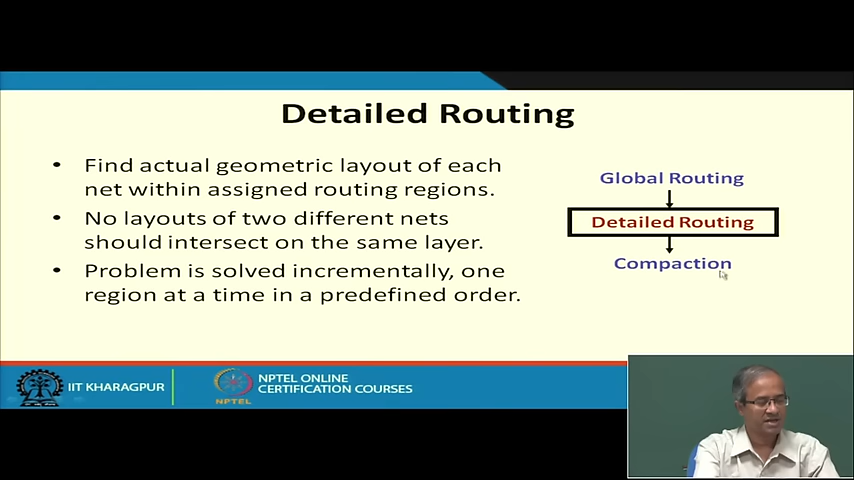 Detailed Routing
• Find actual geometric layout of each
net within assigned routing regions.
• No layouts of two different nets
should intersect on the same layer.
• Problem is solved incrementally, one
region at a time in a predefined order.
Global Routing
Detailed Routing
Compaction
IIT KHARAGPUR
NPTEL
NPTEL ONLINE
CERTIFICATION COURSES